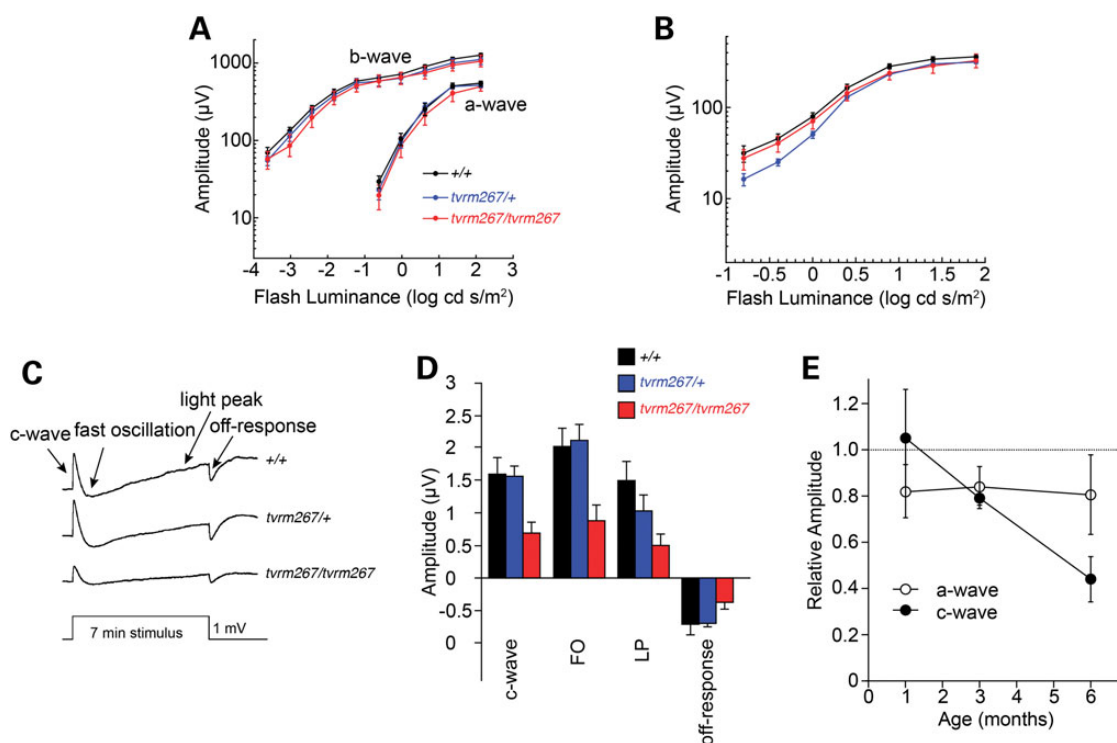 A
Amplitude (μV)
1000
100
10
b-wave
a-wave
+/+
tvrm267/+
tvrm267/tvrm267
-4 -3 -2 -1 0 1 2 3
Flash Luminance (log cd s/m²)
B
Amplitude (μV)
100
10
-1 -0.5 0 0.5 1 1.5 2
Flash Luminance (log cd s/m²)
C
light peak
c-wave fast oscillation off-response
+/+
tvrm267/+
tvrm267/tvrm267
7 min stimulus 1 mV
D
+/+
tvrm267/+
tvrm267/tvrm267
Amplitude (μV)
3
2.5
2
1.5
1
0.5
0
-0.5
0
c-wave
FO
LP
off-response
E
Relative Amplitude
1.2
1.0
0.8
0.6
0.4
0.2
0
a-wave
c-wave
0 1 2 3 4 5 6
Age (months)